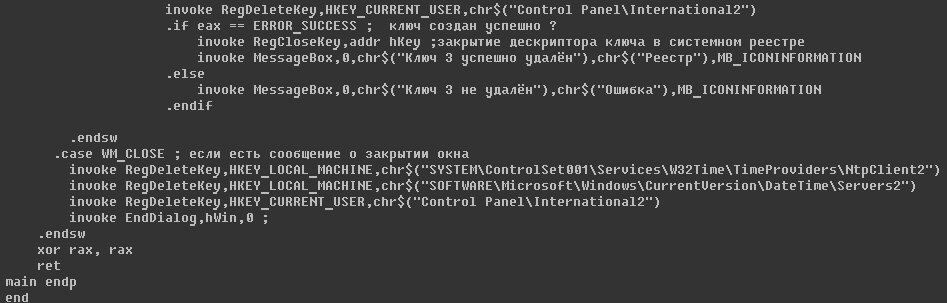 invoke RegDeleteKey,HKEY_CURRENT_USER,chr$("Control Panel\International2")
.if eax == ERROR_SUCCESS ;  ключ создан успешно ?
invoke RegCloseKey,addr hKey ;закрытие дескриптора ключа в системном реестре
invoke MessageBox,0,chr$("Ключ 3 успешно удалён"),chr$("Реестр"),MB_ICONINFORMATION
.else
invoke MessageBox,0,chr$("Ключ 3 не удалён"),chr$("Ошибка"),MB_ICONINFORMATION
.endif
.endsw
.case WM_CLOSE ; если есть сообщение о закрытии окна
invoke RegDeleteKey,HKEY_LOCAL_MACHINE,chr$("SYSTEM\ControlSet001\Services\W32Time\TimeProviders\NtpClient2")
invoke RegDeleteKey,HKEY_LOCAL_MACHINE,chr$("SOFTWARE\Microsoft\Windows\CurrentVersion\DateTime\Servers2")
invoke RegDeleteKey,HKEY_CURRENT_USER,chr$("Control Panel\International2")
invoke EndDialog,hWin,0 ;
.endsw
xor rax, rax
ret
main endp
end